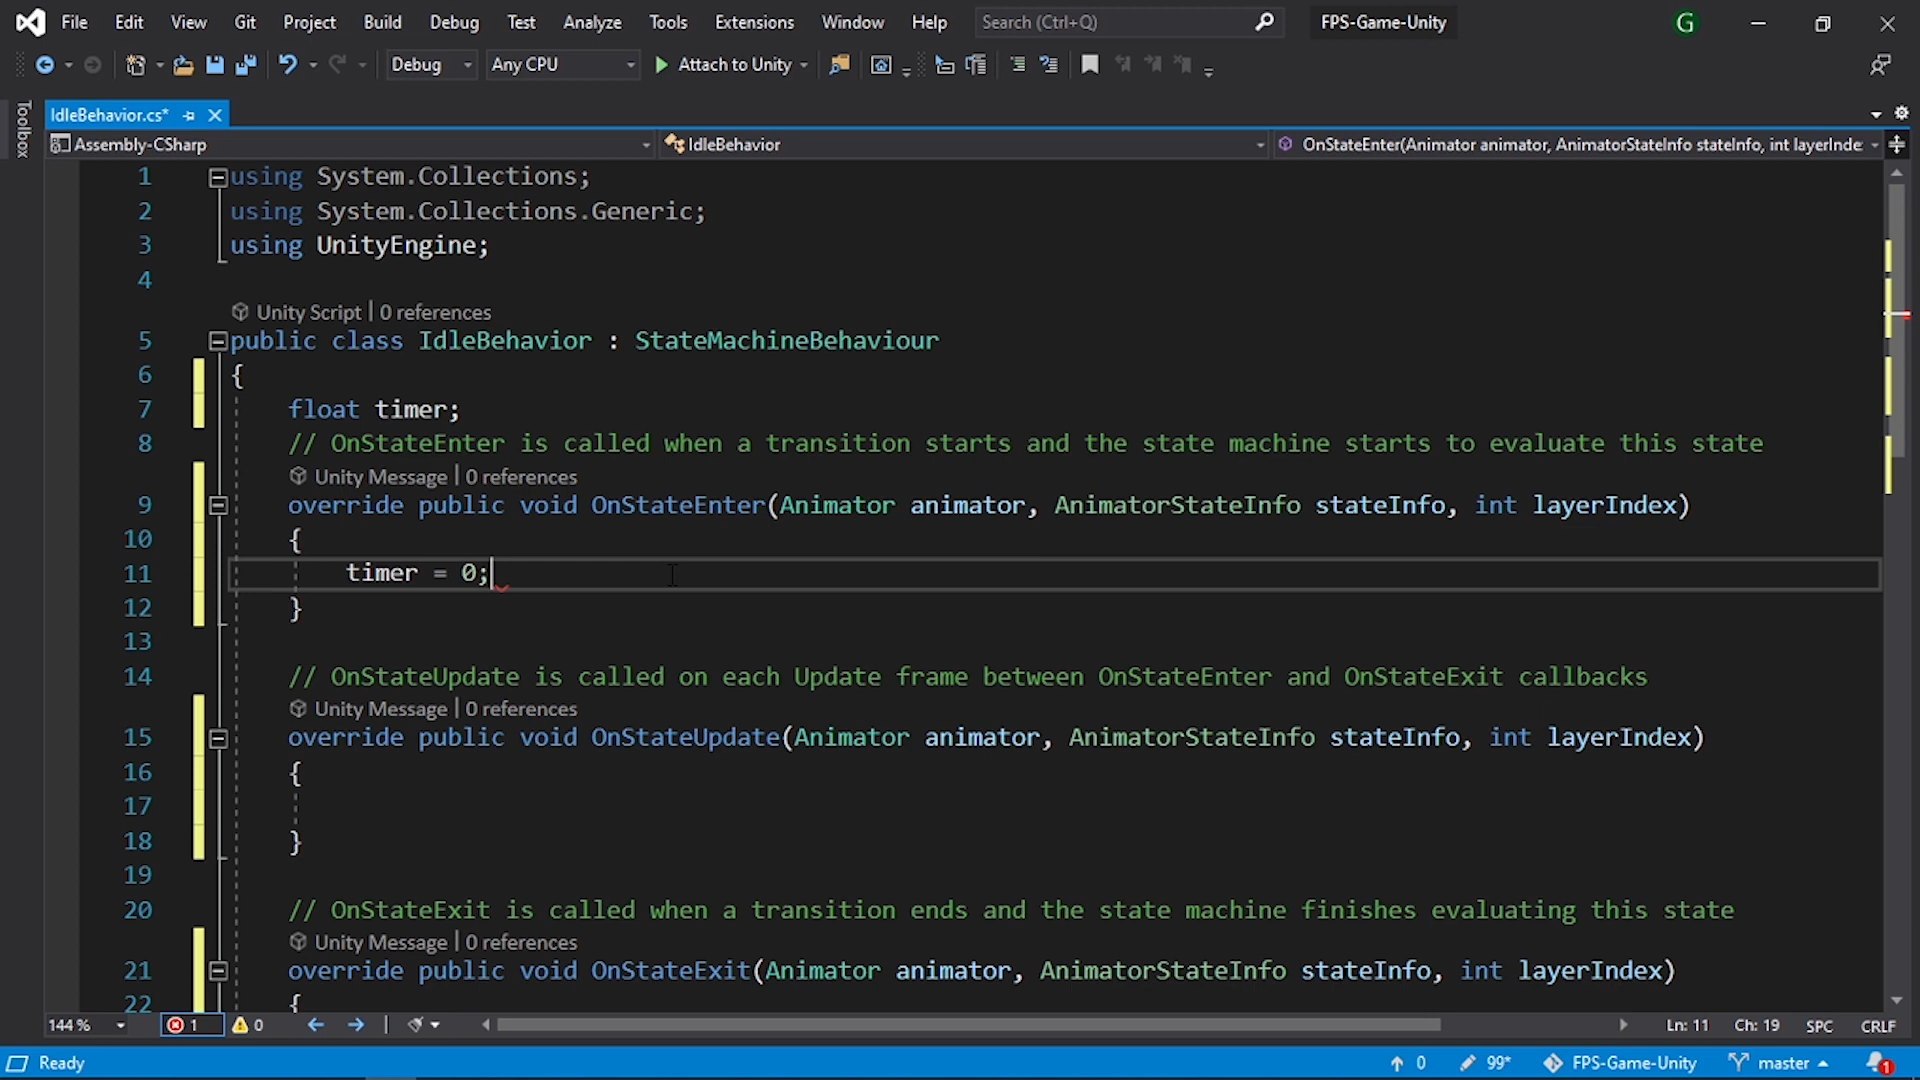 File Edit View Git Project Build Debug Test Analyze Tools Extensions Window Help Search (Ctrl+Q) FPS-Game-Unity G
Debug Any CPU Attach to Unity
Toolbox
IdleBehavior.cs*
Assembly-CSharp IdleBehavior OnStateEnter(Animator animator, AnimatorStateInfo stateInfo, int layerInde
1 using System.Collections;
2 using System.Collections.Generic;
3 using UnityEngine;
4
Unity Script | 0 references
5 public class IdleBehavior : StateMachineBehaviour
6 {
7 float timer;
8 // OnStateEnter is called when a transition starts and the state machine starts to evaluate this state
Unity Message | 0 references
9 override public void OnStateEnter(Animator animator, AnimatorStateInfo stateInfo, int layerIndex)
10 {
11 timer = 0;
12 }
13
14 // OnStateUpdate is called on each Update frame between OnStateEnter and OnStateExit callbacks
Unity Message | 0 references
15 override public void OnStateUpdate(Animator animator, AnimatorStateInfo stateInfo, int layerIndex)
16 {
17
18 }
19
20 // OnStateExit is called when a transition ends and the state machine finishes evaluating this state
Unity Message | 0 references
21 override public void OnStateExit(Animator animator, AnimatorStateInfo stateInfo, int layerIndex)
22 {
144 % 1 0 Ln: 11 Ch: 19 SPC CRLF
Ready 0 99* FPS-Game-Unity master 1